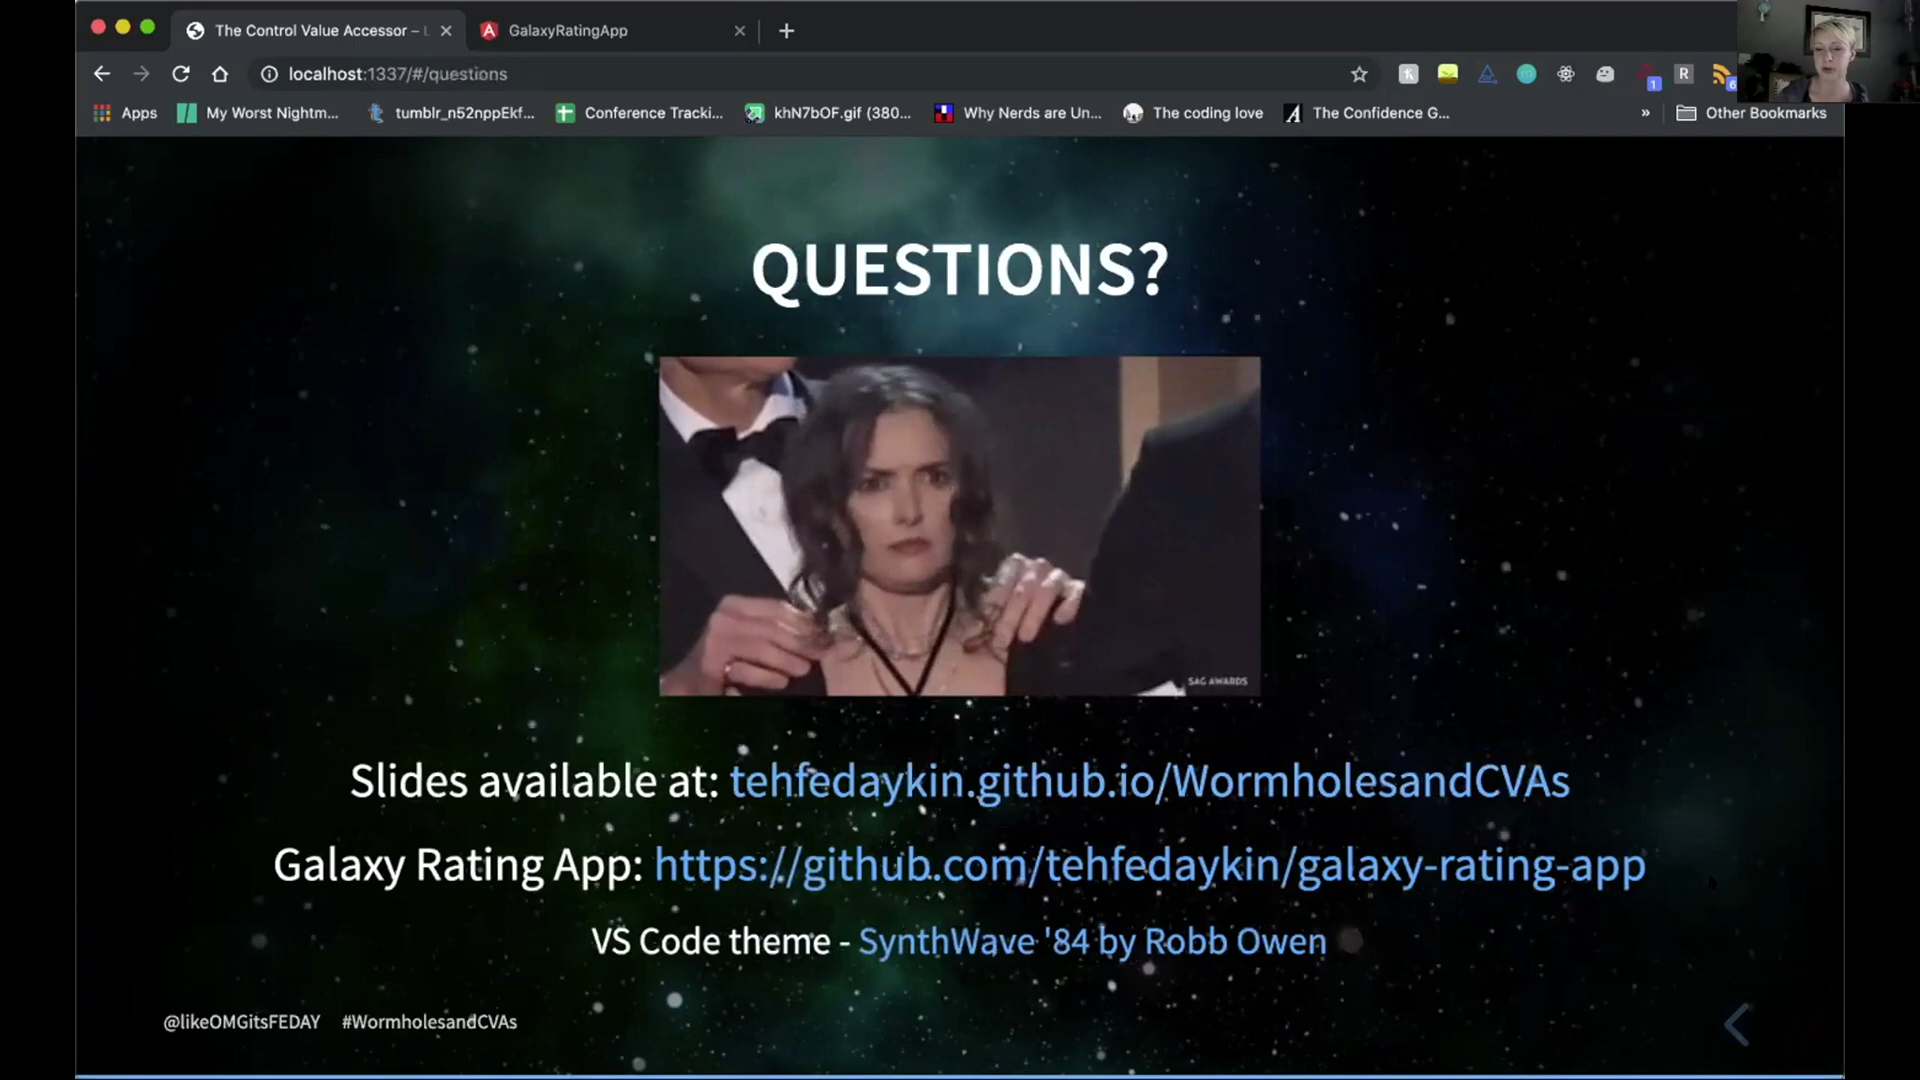 The Control Value Accessor – L
GalaxyRatingApp
localhost:1337/#/questions
R
1
6
Apps
My Worst Nightm...
tumblr_n52nppEkf...
Conference Tracki...
khN7bOF.gif (380...
Why Nerds are Un...
The coding love
The Confidence G...
»
Other Bookmarks
QUESTIONS?
SAG AWARDS
Slides available at: tehfedaykin.github.io/WormholesandCVAs
Galaxy Rating App: https://github.com/tehfedaykin/galaxy-rating-app
VS Code theme - SynthWave '84 by Robb Owen
@likeOMGitsFEDAY #WormholesandCVAs